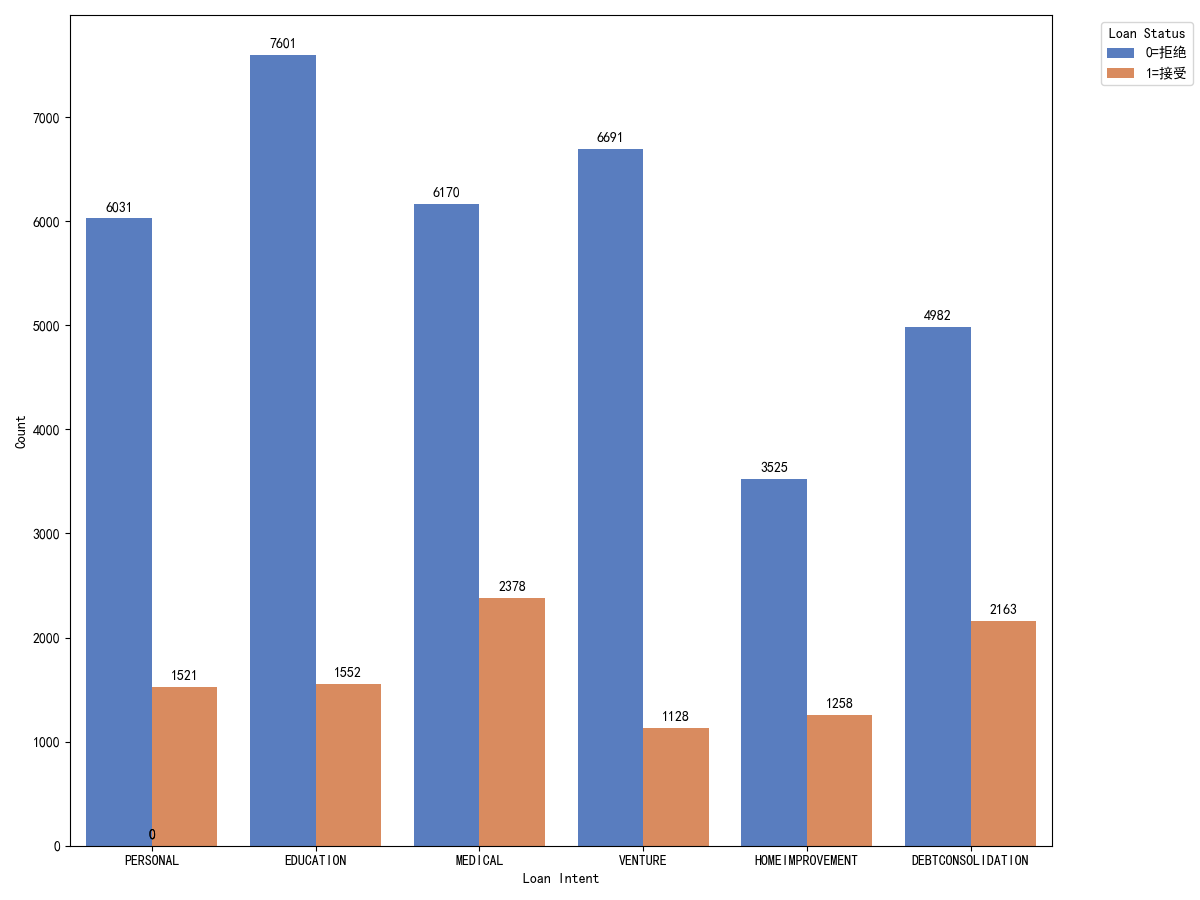 Loan Status
0=拒绝
1=接受
7601
6691
6170
6031
4982
3525
2378
2163
1521
1552
1128
1258
0
7000
6000
5000
4000
3000
2000
1000
0
Count
PERSONAL
EDUCATION
MEDICAL
VENTURE
HOMEIMPROVEMENT
DEBTCONSOLIDATION
Loan Intent